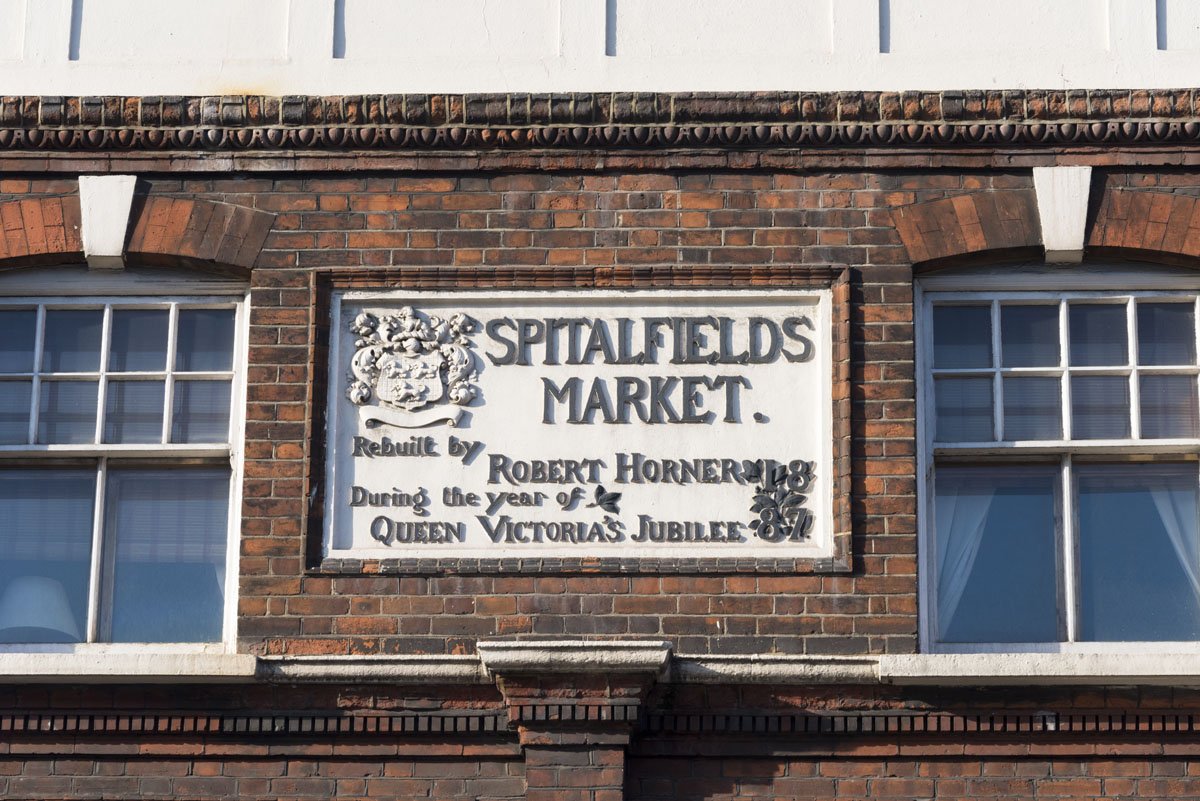 SPITALFIELDS
MARKET.
Rebuilt by
ROBERT HORNER 18
During the year of
QUEEN VICTORIA'S JUBILEE 87